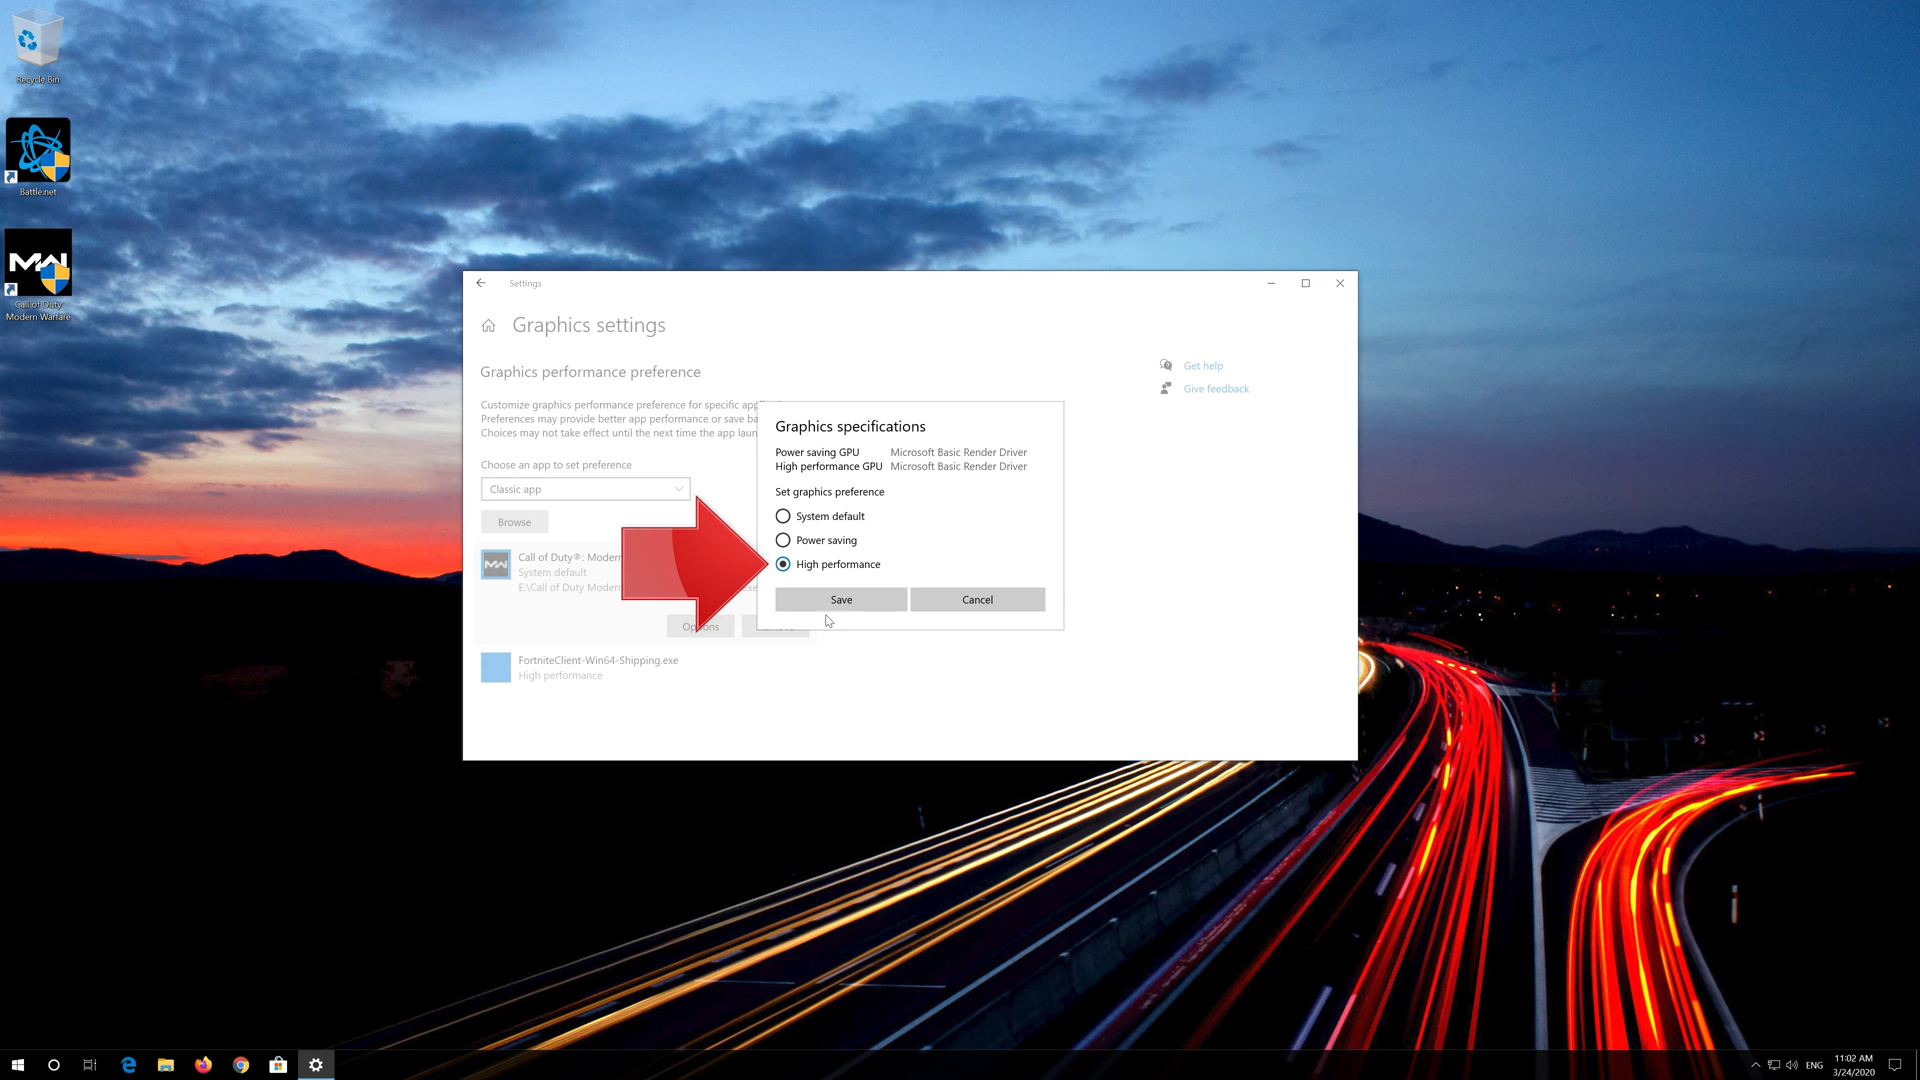 Recycle Bin
Battle.net
MW
Call of Duty
Modern Warfare
Settings
Graphics settings
Graphics performance preference
Get help
Give feedback
Customize graphics performance preference for specific app
Preferences may provide better app performance or save ba
Choices may not take effect until the next time the app laun
Choose an app to set preference
Classic app
Browse
Call of Duty®: Modern
System default
E:\Call of Duty Modern
exe
Options
FortniteClient-Win64-Shipping.exe
High performance
Graphics specifications
Power saving GPU Microsoft Basic Render Driver
High performance GPU Microsoft Basic Render Driver
Set graphics preference
System default
Power saving
High performance
Save Cancel
ENG
11:02 AM
3/24/2020